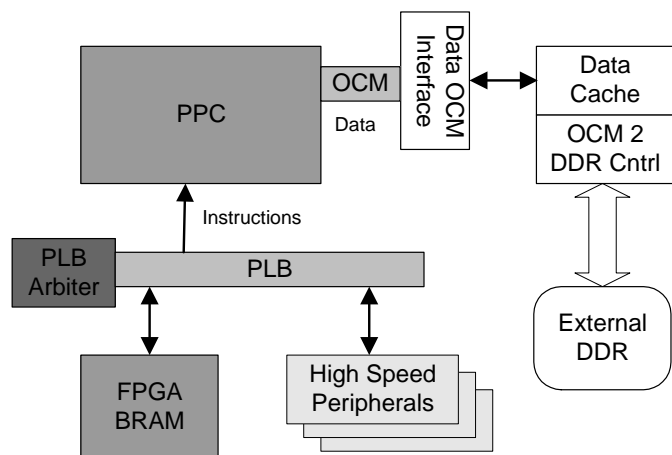 PPC
OCM
Data
Data OCM
Interface
Data
Cache
OCM 2
DDR Cntrl
Instructions
PLB
Arbiter
PLB
External
DDR
FPGA
BRAM
High Speed
Peripherals